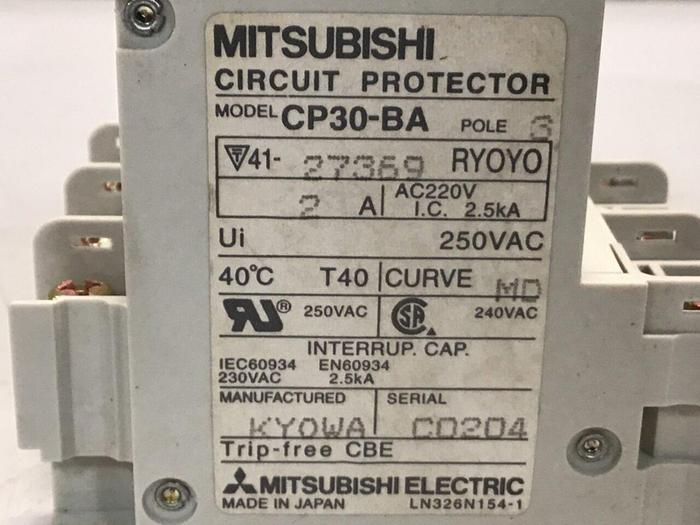 MITSUBISHI
CIRCUIT PROTECTOR
MODEL CP30-BA POLE 3
T 41- 27369 RYOYO
2 A AC220V
I.C. 2.5kA
Ui 250VAC
40°C T40 CURVE MD
RU® 250VAC SA 240VAC
INTERRUP. CAP.
IEC60934 EN60934
230VAC 2.5kA
MANUFACTURED SERIAL
KYOWA C0204
Trip-free CBE
MITSUBISHI ELECTRIC
MADE IN JAPAN LN326N154-1